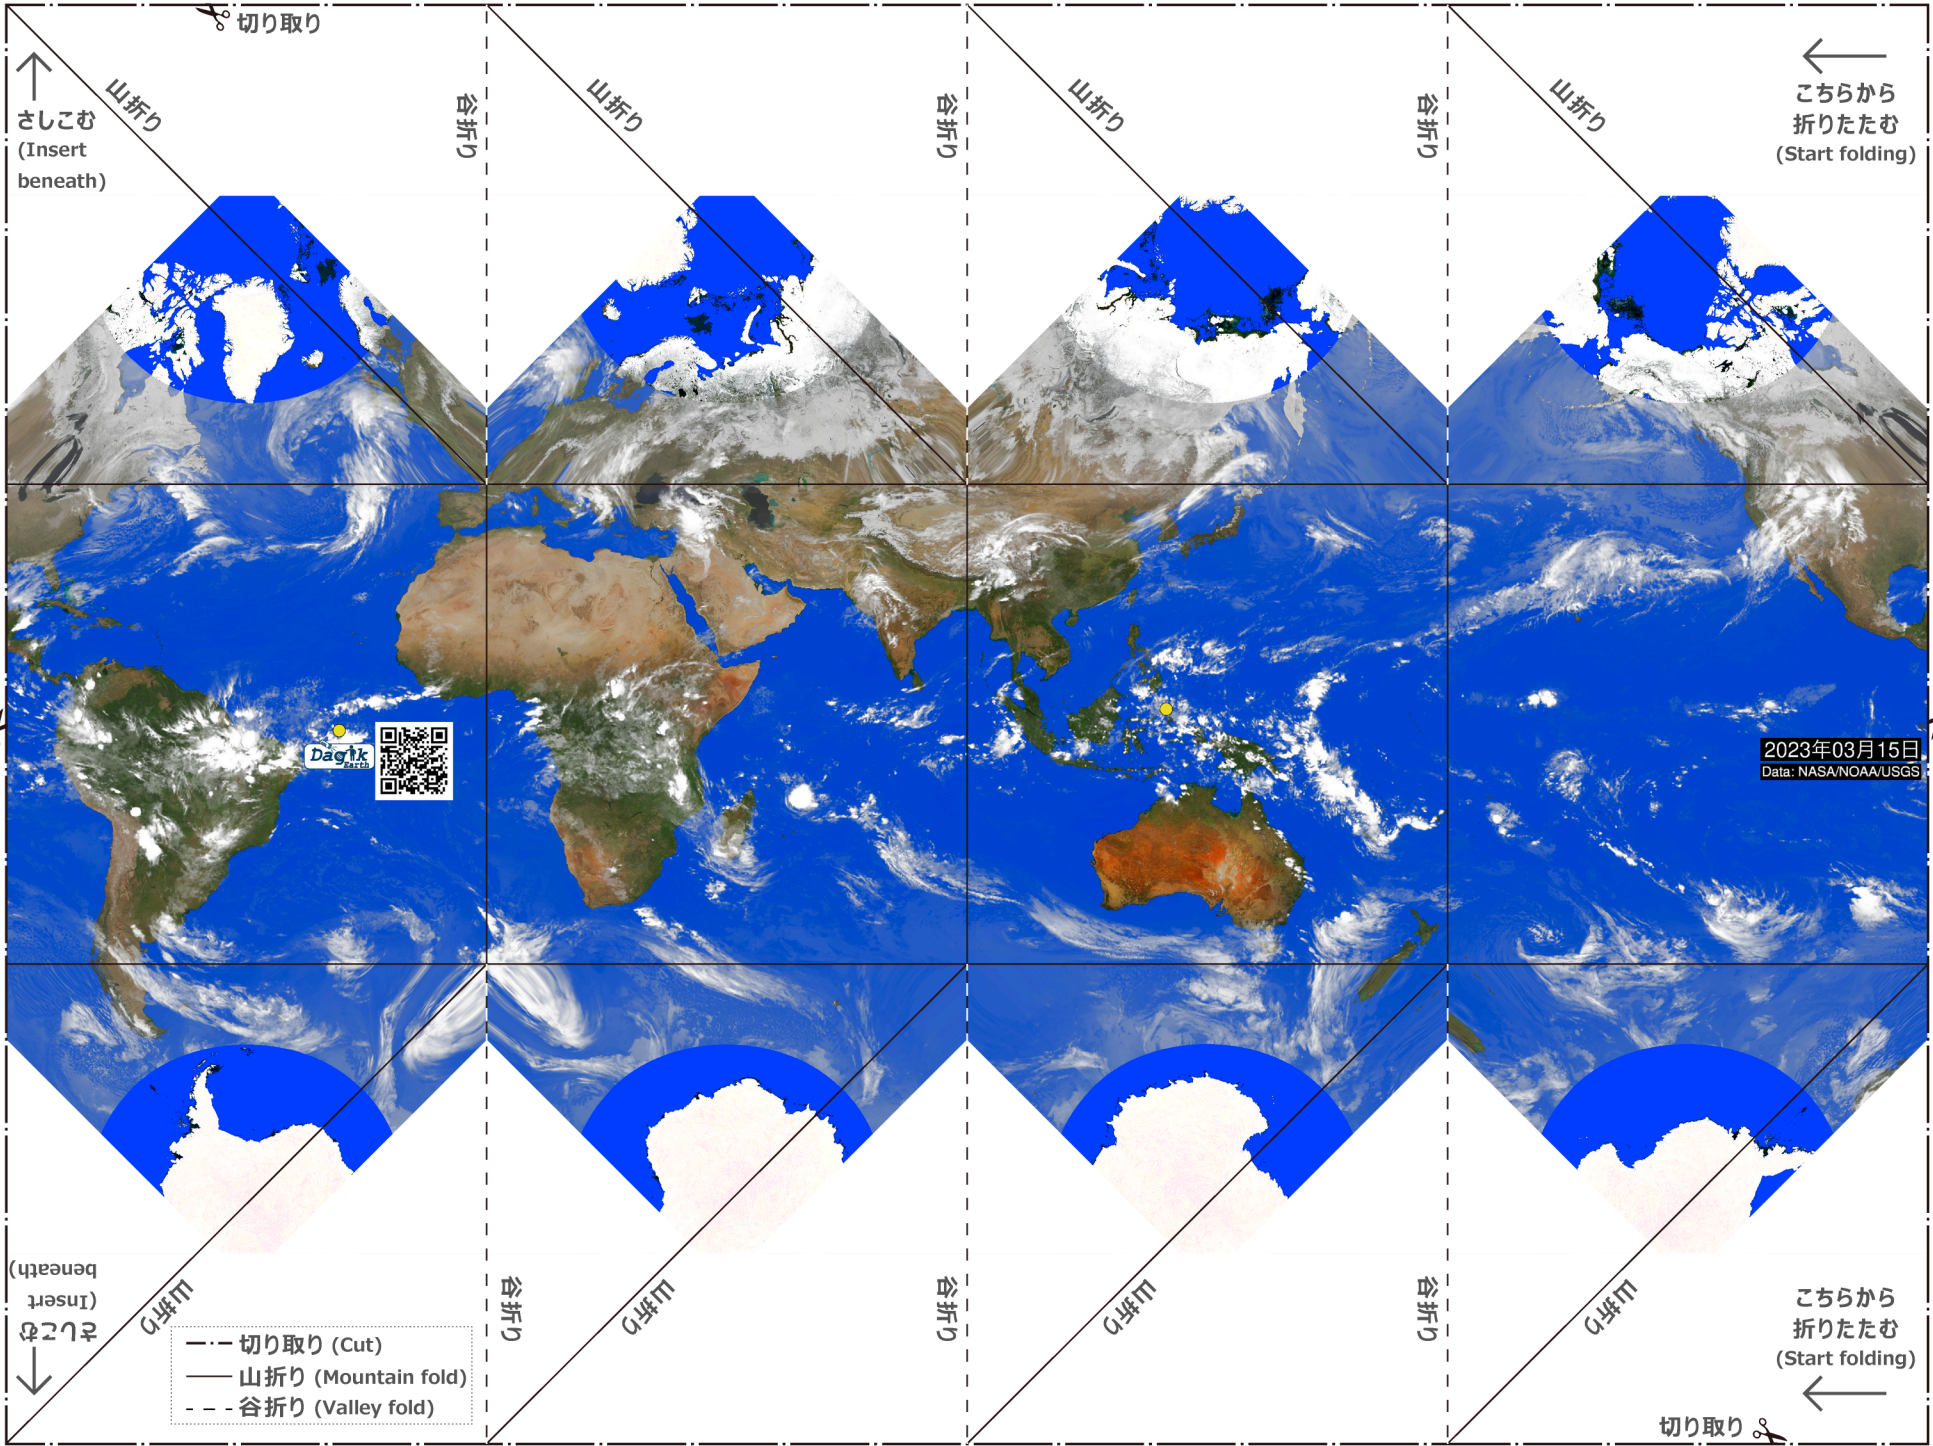 切り取り
山折り
谷折り
山折り
谷折り
山折り
谷折り
山折り
さしこむ
(Insert
beneath)
こちらから
折りたたむ
(Start folding)
Dagik
Earth
2023年03月15日
Data: NASA/NOAA/USGS
さしこむ
(Insert
beneath)
山折り
谷折り
山折り
谷折り
山折り
谷折り
山折り
こちらから
折りたたむ
(Start folding)
切り取り (Cut)
山折り (Mountain fold)
谷折り (Valley fold)
切り取り